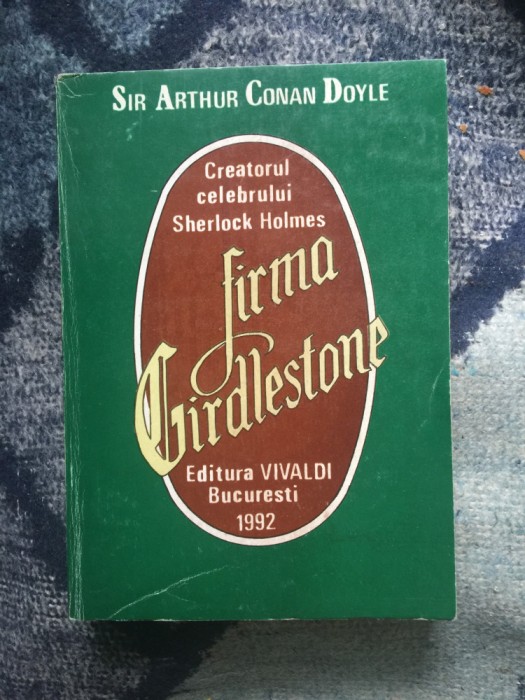 SIR ARTHUR CONAN DOYLE
Creatorul
celebrului
Sherlock Holmes
firma
Girdlestone
Editura VIVALDI
Bucuresti
1992